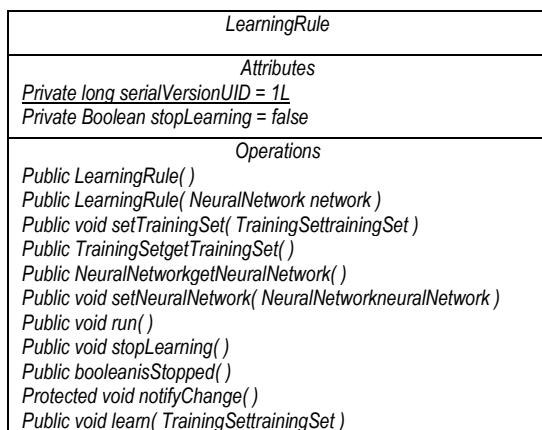 LearningRule
Attributes
Private long serialVersionUID = 1L
Private Boolean stopLearning = false
Operations
Public LearningRule( )
Public LearningRule( NeuralNetwork network )
Public void setTrainingSet( TrainingSettrainingSet )
Public TrainingSetgetTrainingSet( )
Public NeuralNetworkgetNeuralNetwork( )
Public void setNeuralNetwork( NeuralNetworkneuralNetwork )
Public void run( )
Public void stopLearning( )
Public booleanisStopped( )
Protected void notifyChange( )
Public void learn( TrainingSettrainingSet )